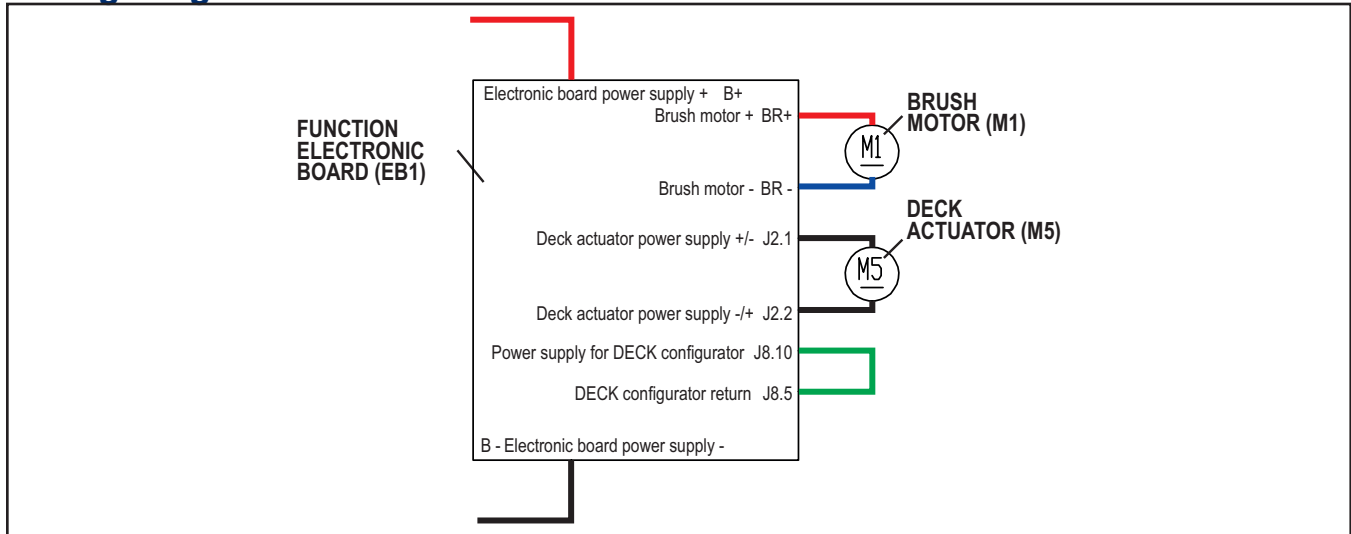 Electronic board power supply + B+
Brush motor + BR+
BRUSH
MOTOR (M1)
FUNCTION
ELECTRONIC
BOARD (EB1)
M1
Brush motor - BR -
DECK
ACTUATOR (M5)
Deck actuator power supply +/- J2.1
M5
Deck actuator power supply -/+ J2.2
Power supply for DECK configurator J8.10
DECK configurator return J8.5
B - Electronic board power supply -